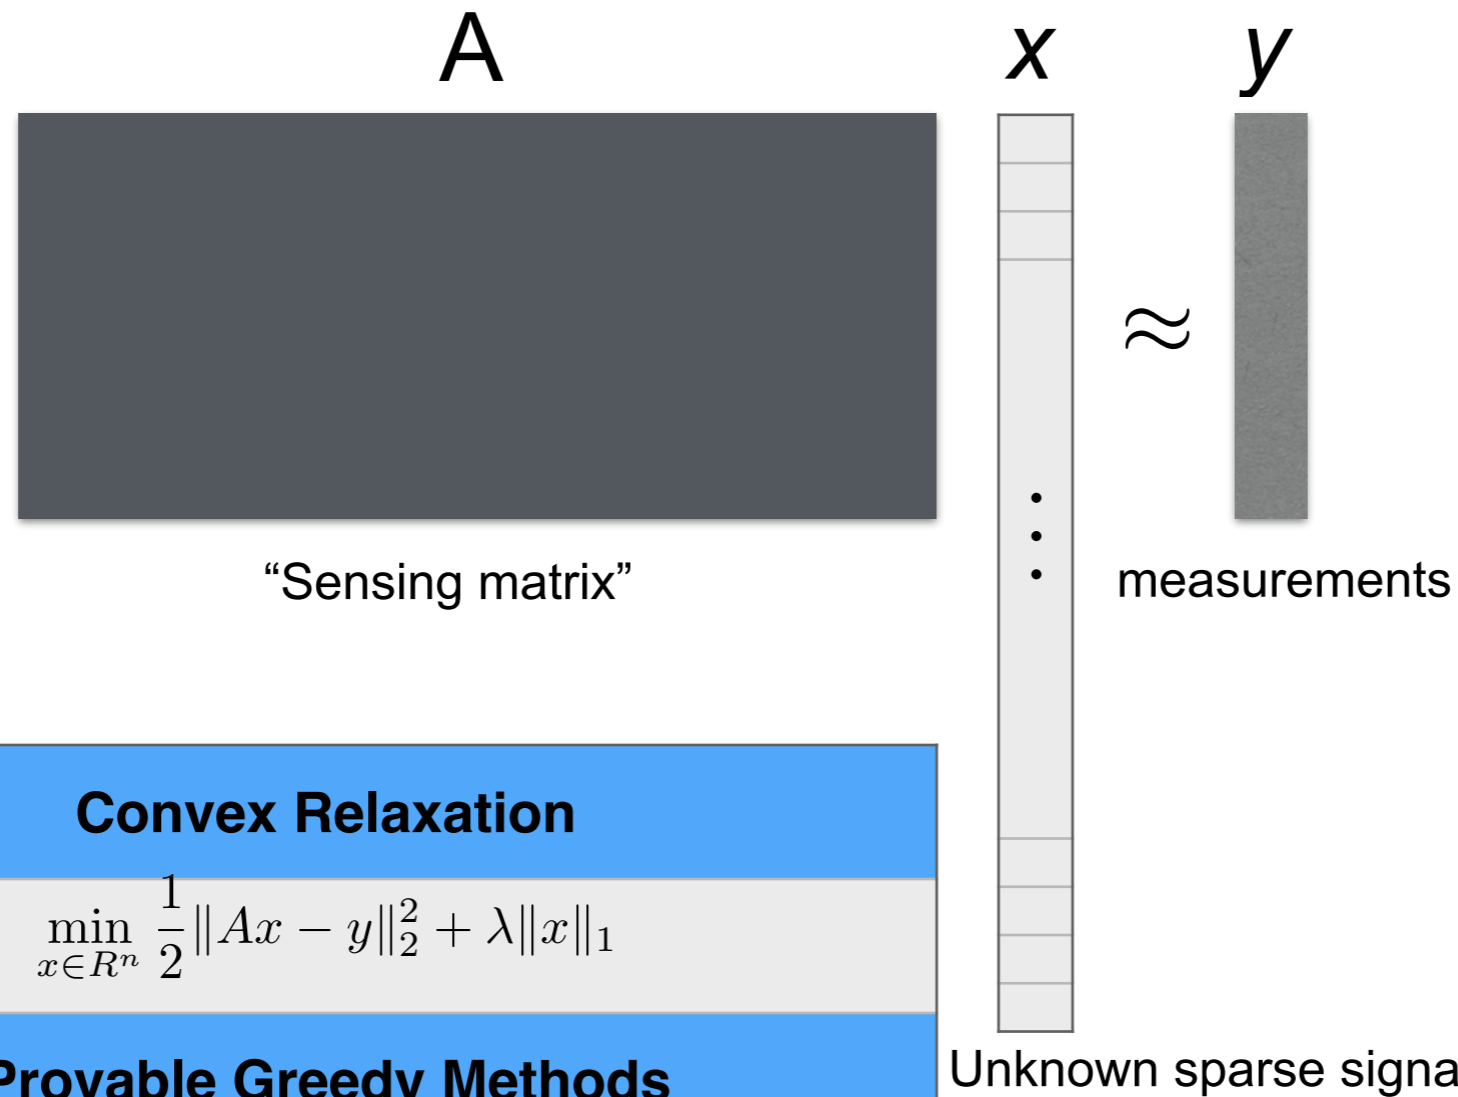 A x y
≈
“Sensing matrix”
measurements
Convex Relaxation
\min_{x \in R^n} \frac{1}{2} \|Ax - y\|_2^2 + \lambda \|x\|_1
Provable Greedy Methods
Unknown sparse signa